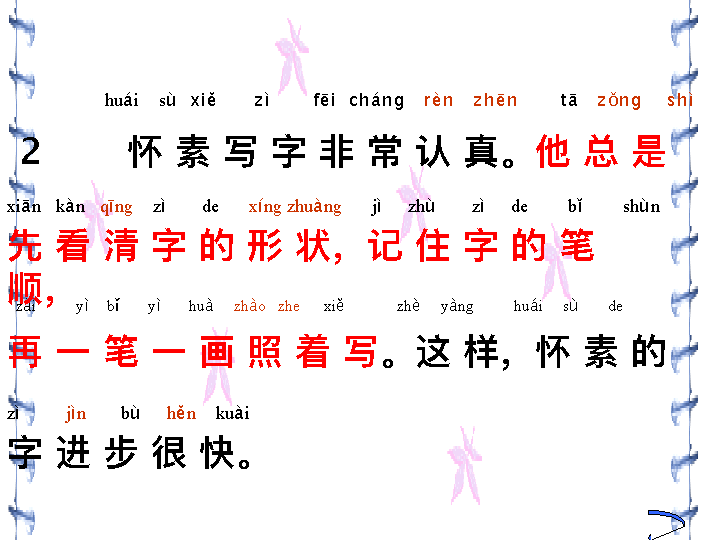 huái sù xiě zì fēi cháng rèn zhēn tā zǒng shì
2 怀素写字非常认真。他总是
xiān kàn qīng zì de xíng zhuàng jì zhù zì de bǐ shùn
先看清字的形状，记住字的笔
顺，
zài yì bǐ yì huà zhào zhe xiě zhè yàng huái sù de
再一笔一画照着写。这样，怀素的
zì jìn bù hěn kuài
字进步很快。